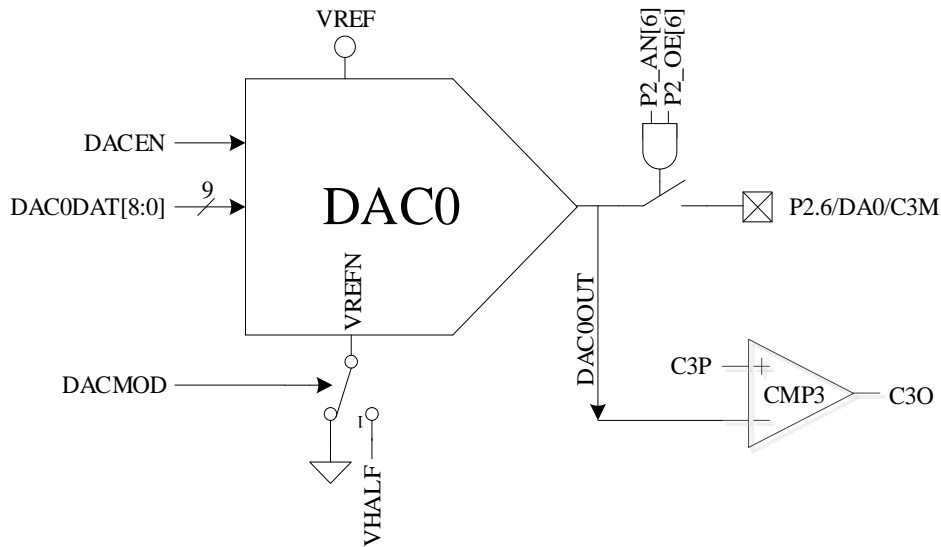 VREF
P2_AN[6]
P2_OE[6]
DACEN
DAC0DAT[8:0]
9
DAC0
P2.6/DA0/C3M
VREFN
DAC0OUT
DACMOD
C3P
+
CMP3
C3O
−
1
VHALF